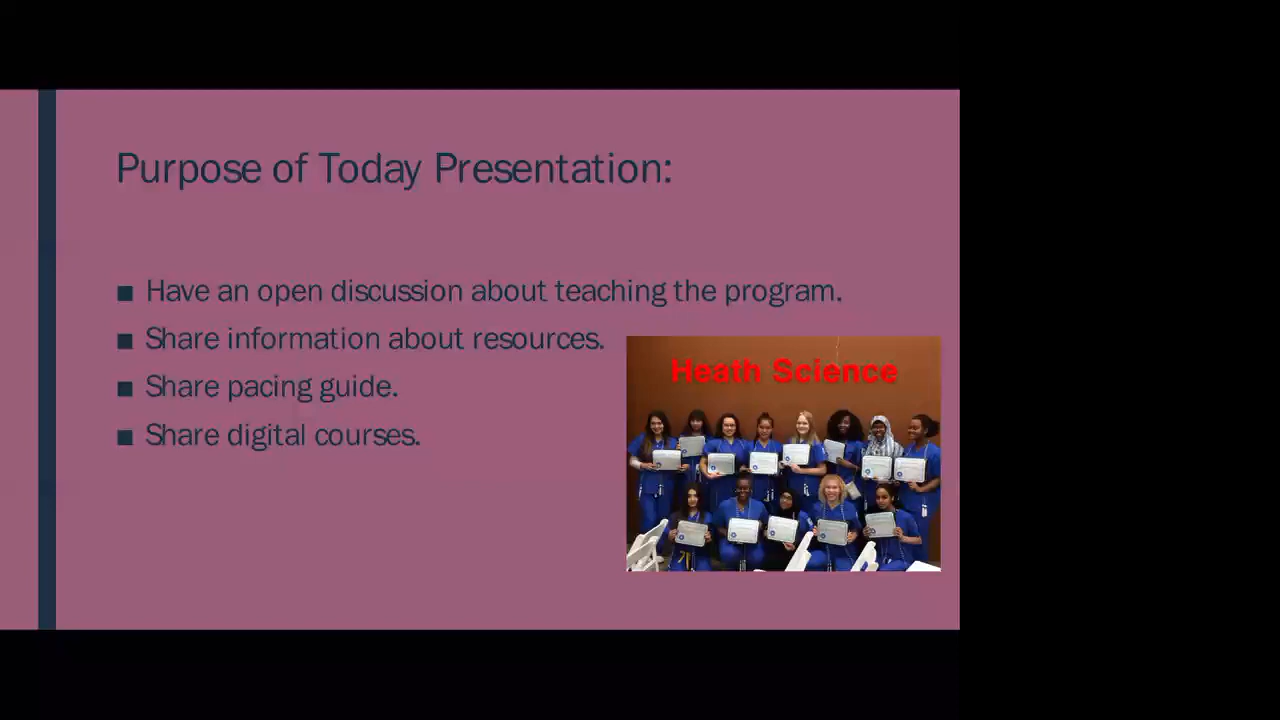 Purpose of Today Presentation:
■ Have an open discussion about teaching the program.
■ Share information about resources.
■ Share pacing guide.
■ Share digital courses.
Heath Science